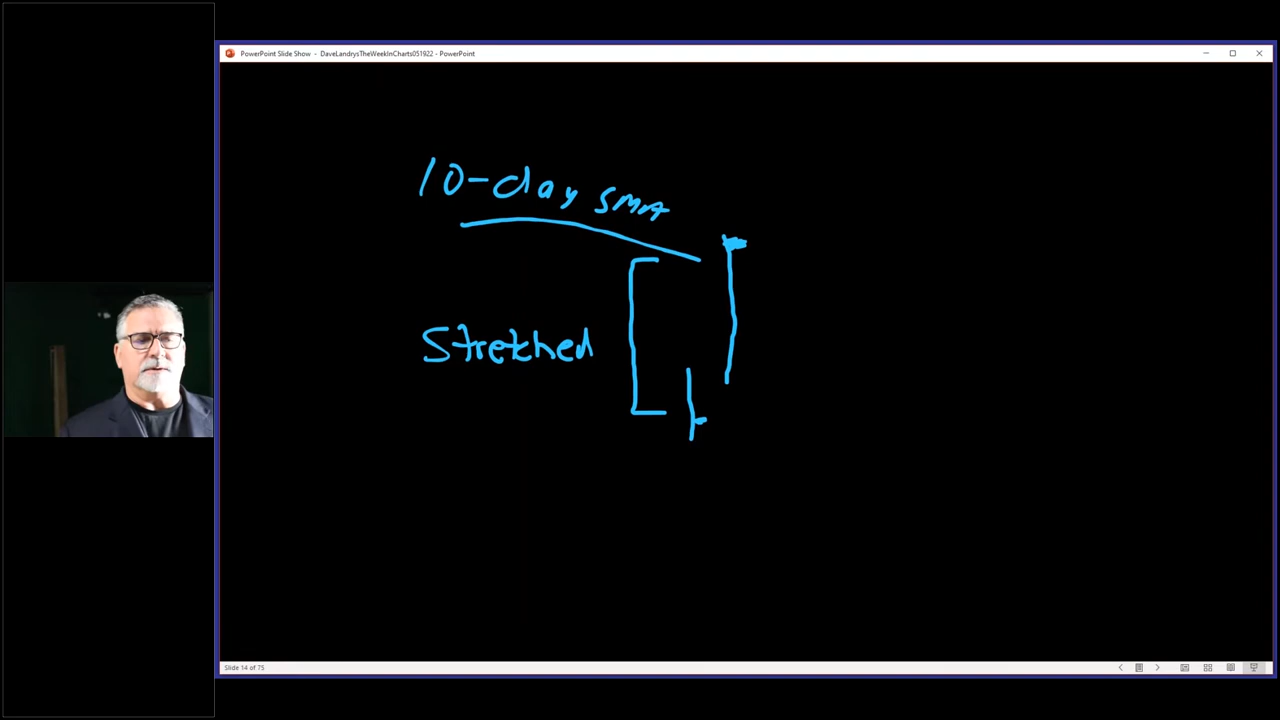 PowerPoint Slide Show - DaveLandrysTheWeekInCharts051922 - PowerPoint
10-day SMA
Stretched
Slide 14 of 75